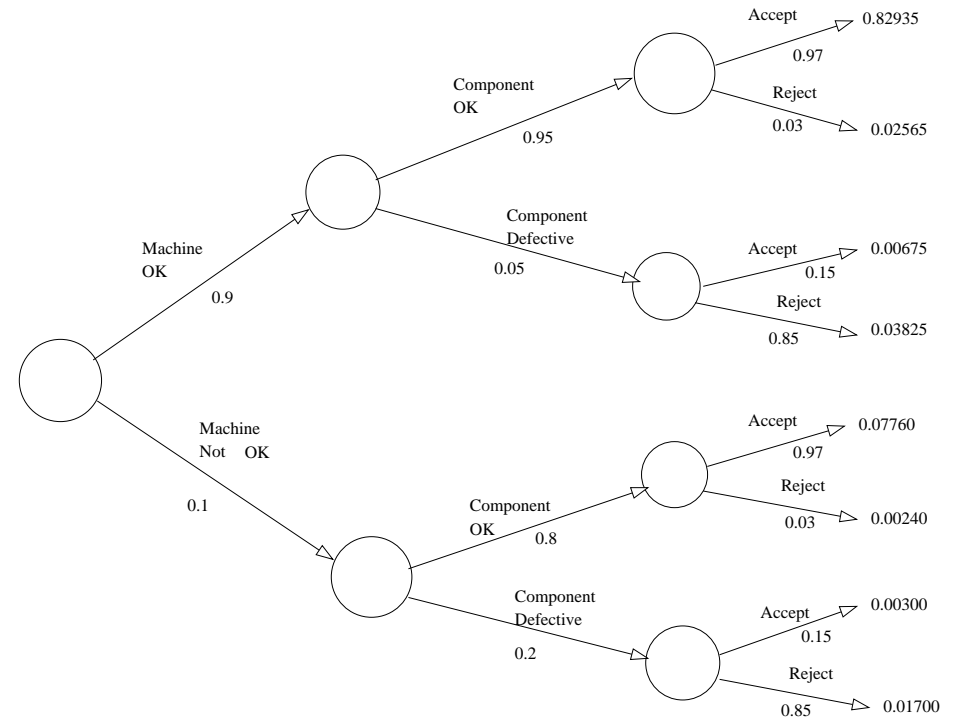 Accept
0.82935
0.97
Component
OK
Reject
0.03
0.02565
0.95
Machine
OK
0.9
Component
Defective
0.05
Accept
0.00675
0.15
Reject
0.85
0.03825
Machine
Not OK
0.1
Accept
0.07760
0.97
Component
OK
0.8
Reject
0.03
0.00240
Component
Defective
0.2
Accept
0.00300
0.15
Reject
0.85
0.01700